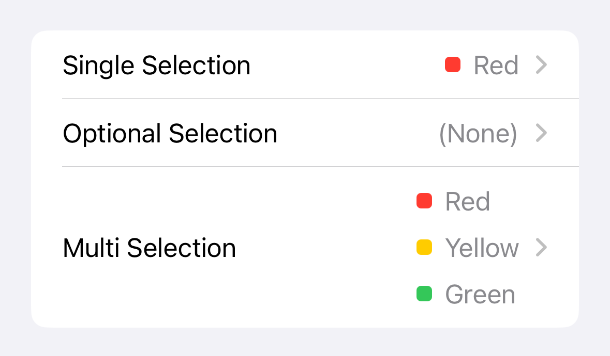 Single Selection Red
Optional Selection (None)
Red
Multi Selection Yellow
Green